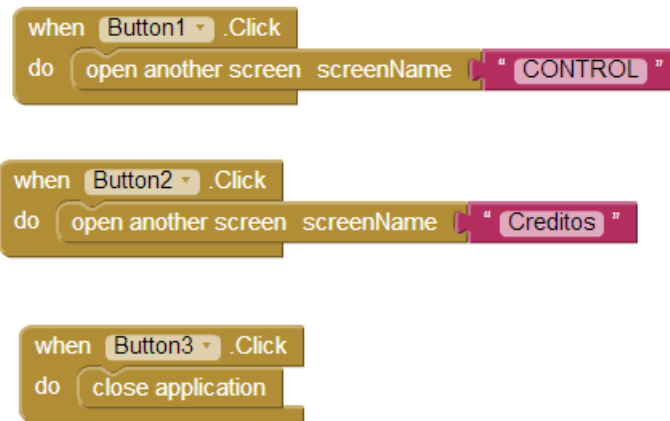 when Button1 .Click
do open another screen screenName " CONTROL "
when Button2 .Click
do open another screen screenName " Creditos "
when Button3 .Click
do close application